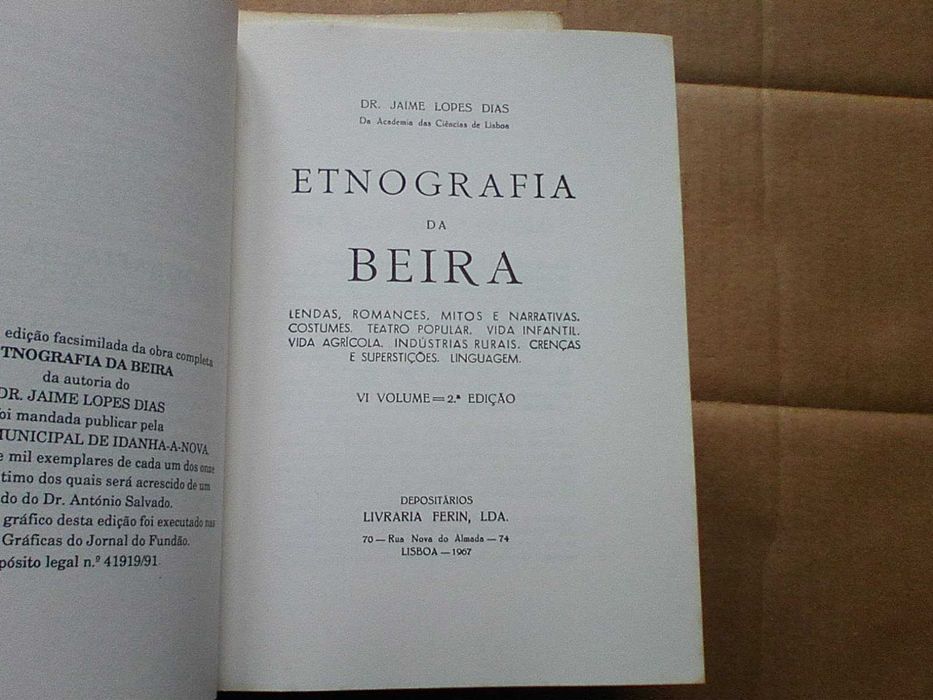 edição facsimilada da obra completa
TNOGRAFIA DA BEIRA
da autoria do
DR. JAIME LOPES DIAS
foi mandada publicar pela
MUNICIPAL DE IDANHA-A-NOVA.
e mil exemplares de cada um dos onze
timo dos quais será acrescido de um
do do Dr. António Salvado.
gráfico desta edição foi executado nas
Gráficas do Jornal do Fundão.
pósito legal n.º 41919/91
DR. JAIME LOPES DIAS
Da Academia das Ciências de Lisboa
ETNOGRAFIA
DA
BEIRA
LENDAS, ROMANCES, MITOS E NARRATIVAS.
COSTUMES. TEATRO POPULAR. VIDA INFANTIL.
VIDA AGRÍCOLA. INDÚSTRIAS RURAIS. CRENÇAS
E SUPERSTIÇÕES. LINGUAGEM.
VI VOLUME = 2.ª EDIÇÃO
DEPOSITÁRIOS
LIVRARIA FERIN, LDA.
70 — Rua Nova do Almada — 74
LISBOA — 1967